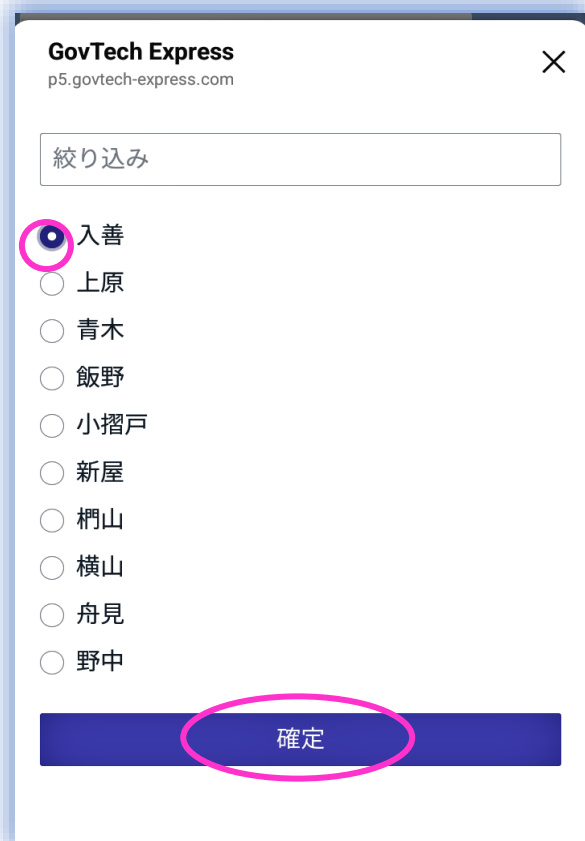 GovTech Express
p5.govtech-express.com
絞り込み
入善
上原
青木
飯野
小摺戸
新屋
椚山
横山
舟見
野中
確定